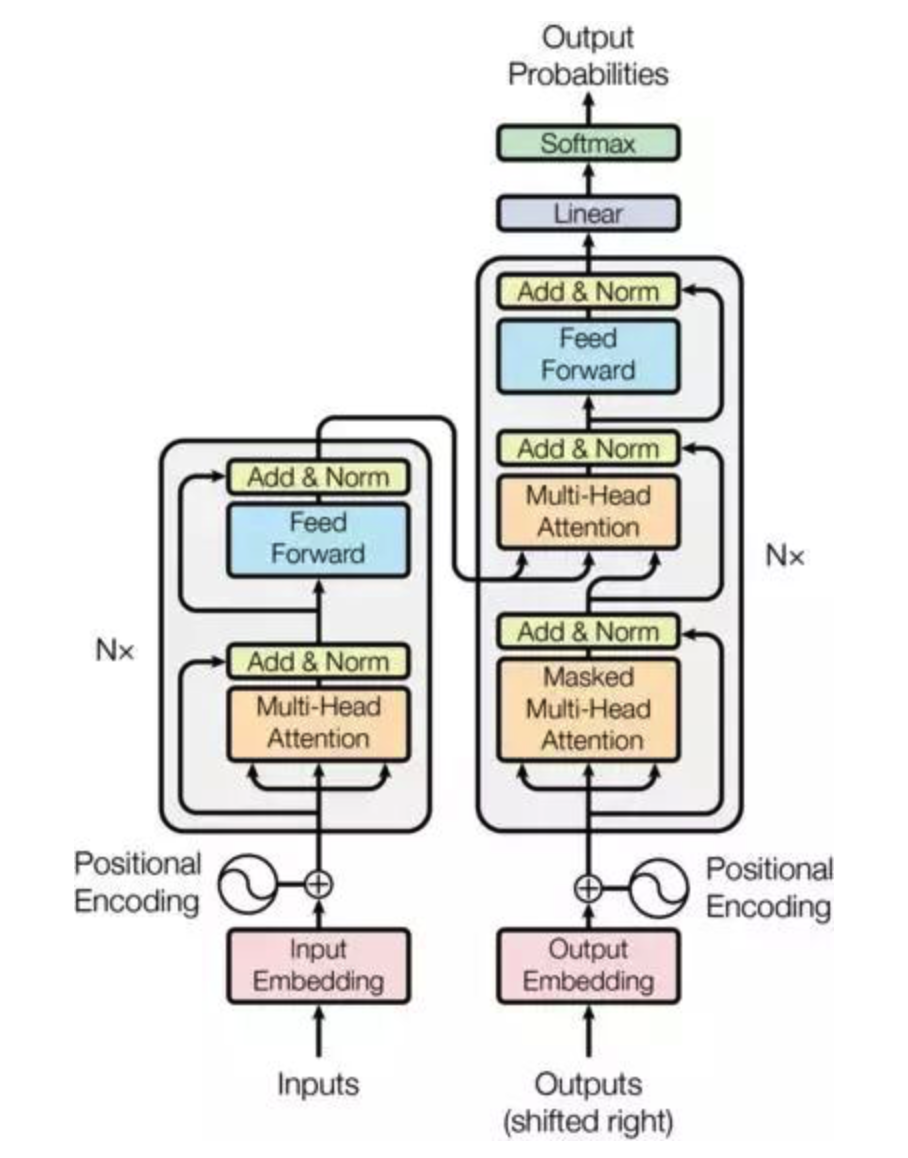 Output
Probabilities
Softmax
Linear
Add & Norm
Feed
Forward
Add & Norm
Multi-Head
Attention
Nx
Add & Norm
Masked
Multi-Head
Attention
Add & Norm
Feed
Forward
Nx
Add & Norm
Multi-Head
Attention
Positional
Encoding
Positional
Encoding
Input
Embedding
Output
Embedding
Inputs
Outputs
(shifted right)